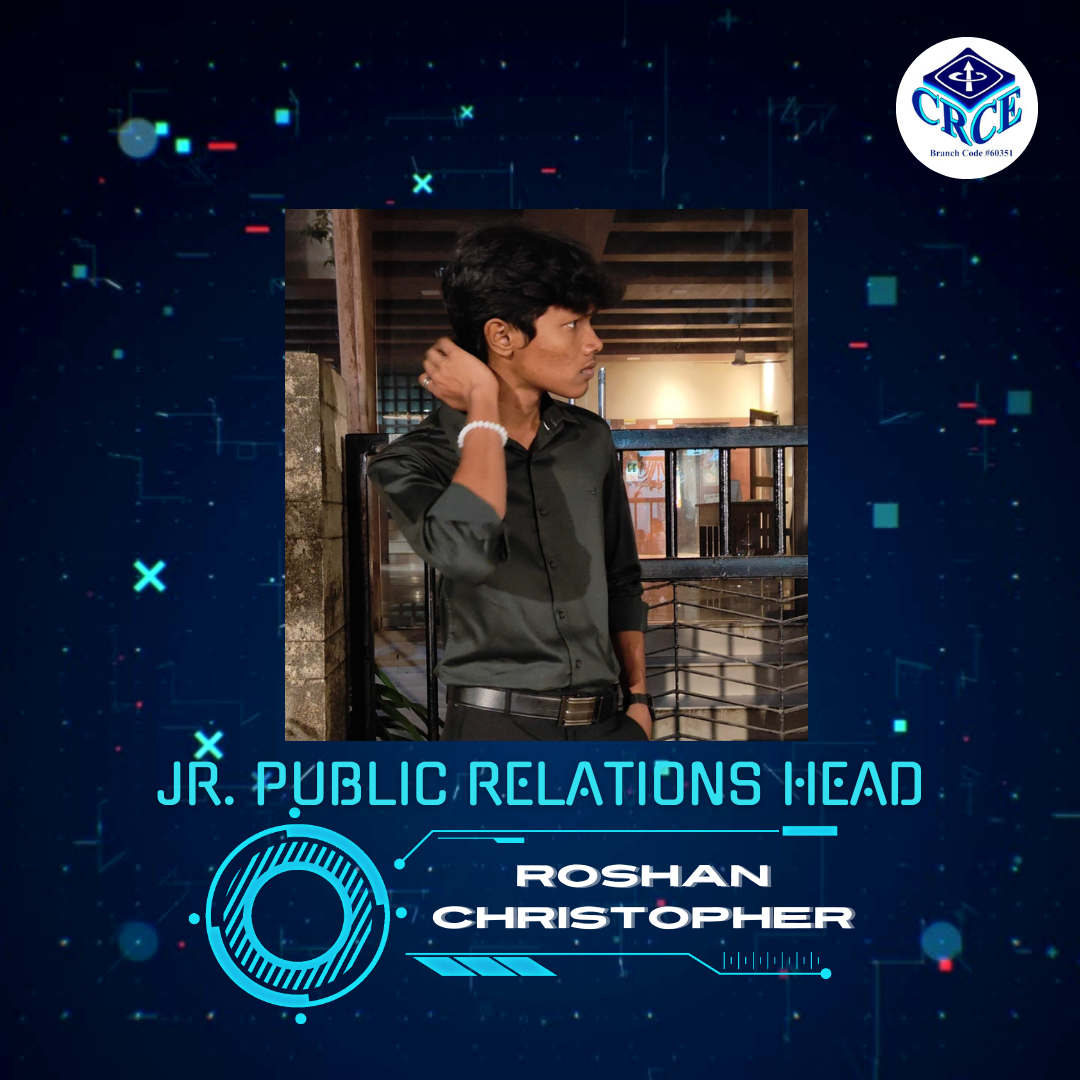 CRCE
Branch Code #60351
JR. PUBLIC RELATIONS HEAD
ROSHAN
CHRISTOPHER